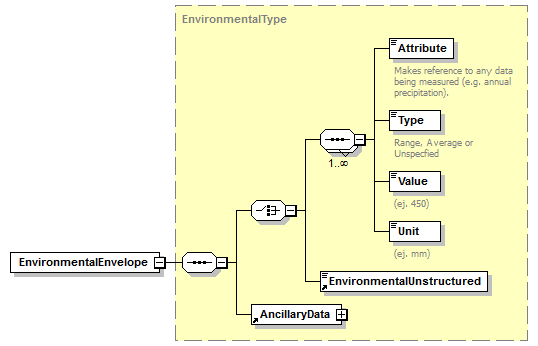 EnvironmentalType
Attribute
Makes reference to any data
being measured (e.g. annual
precipitation).
Type
Range, Average or
Unspecfied
1..∞
Value
(ej. 450)
Unit
(ej. mm)
EnvironmentalEnvelope
EnvironmentalUnstructured
AncillaryData